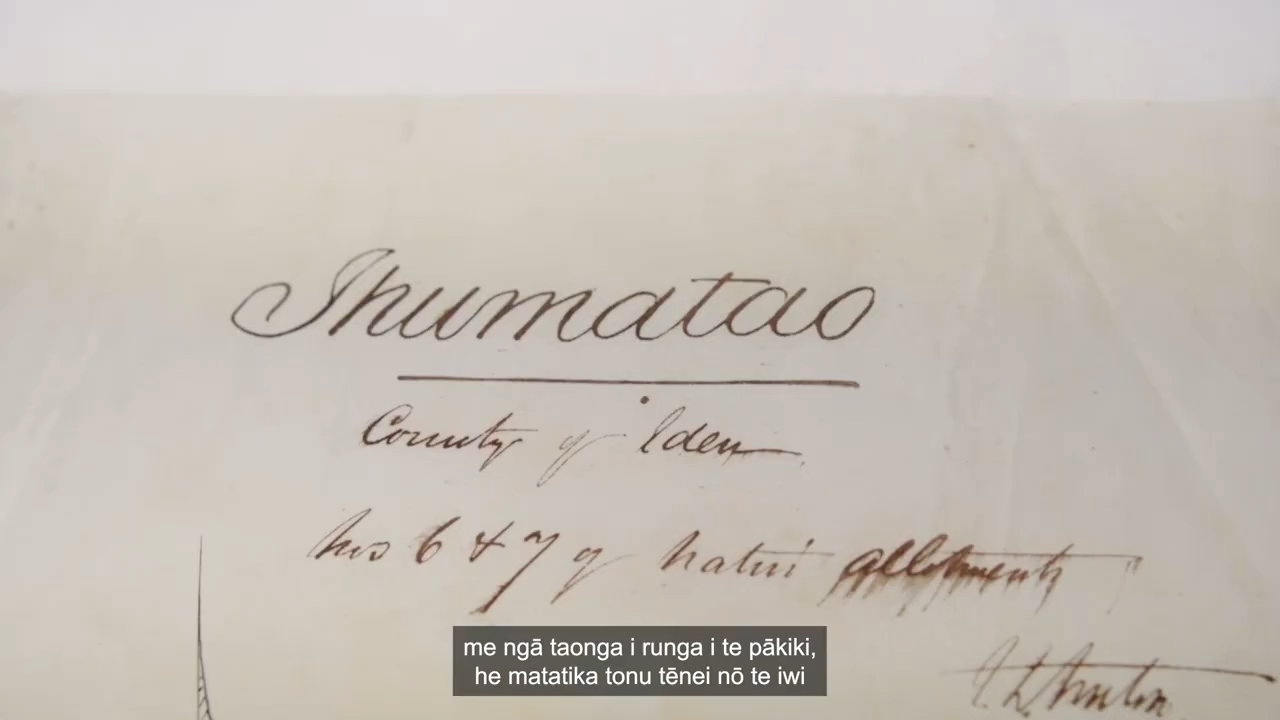 Ihumatao
County of Eden
Nos 6 & 7 of native allotments
me ngā taonga i runga i te pākiki,
he matatika tonu tēnei nō te iwi